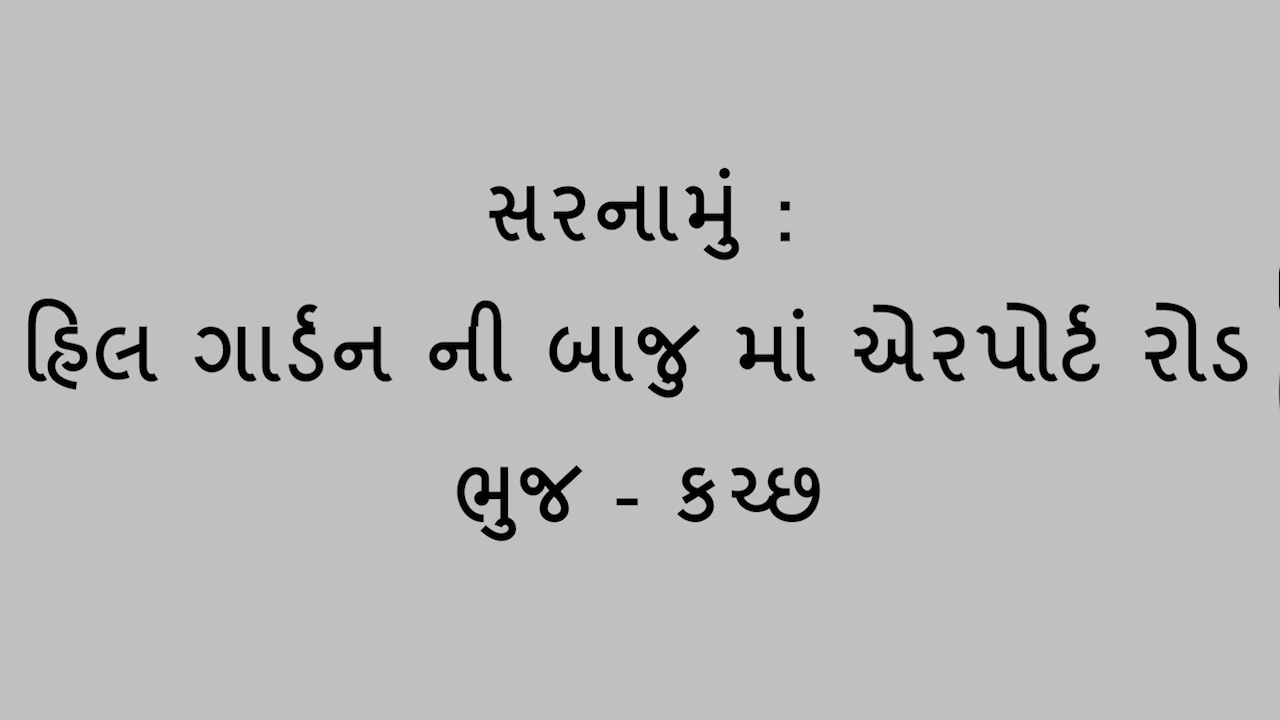 સરનામું :
હિલ ગાર્ડન ની બાજુ માં એરપોર્ટ રોડ
ભુજ - કચ્છ